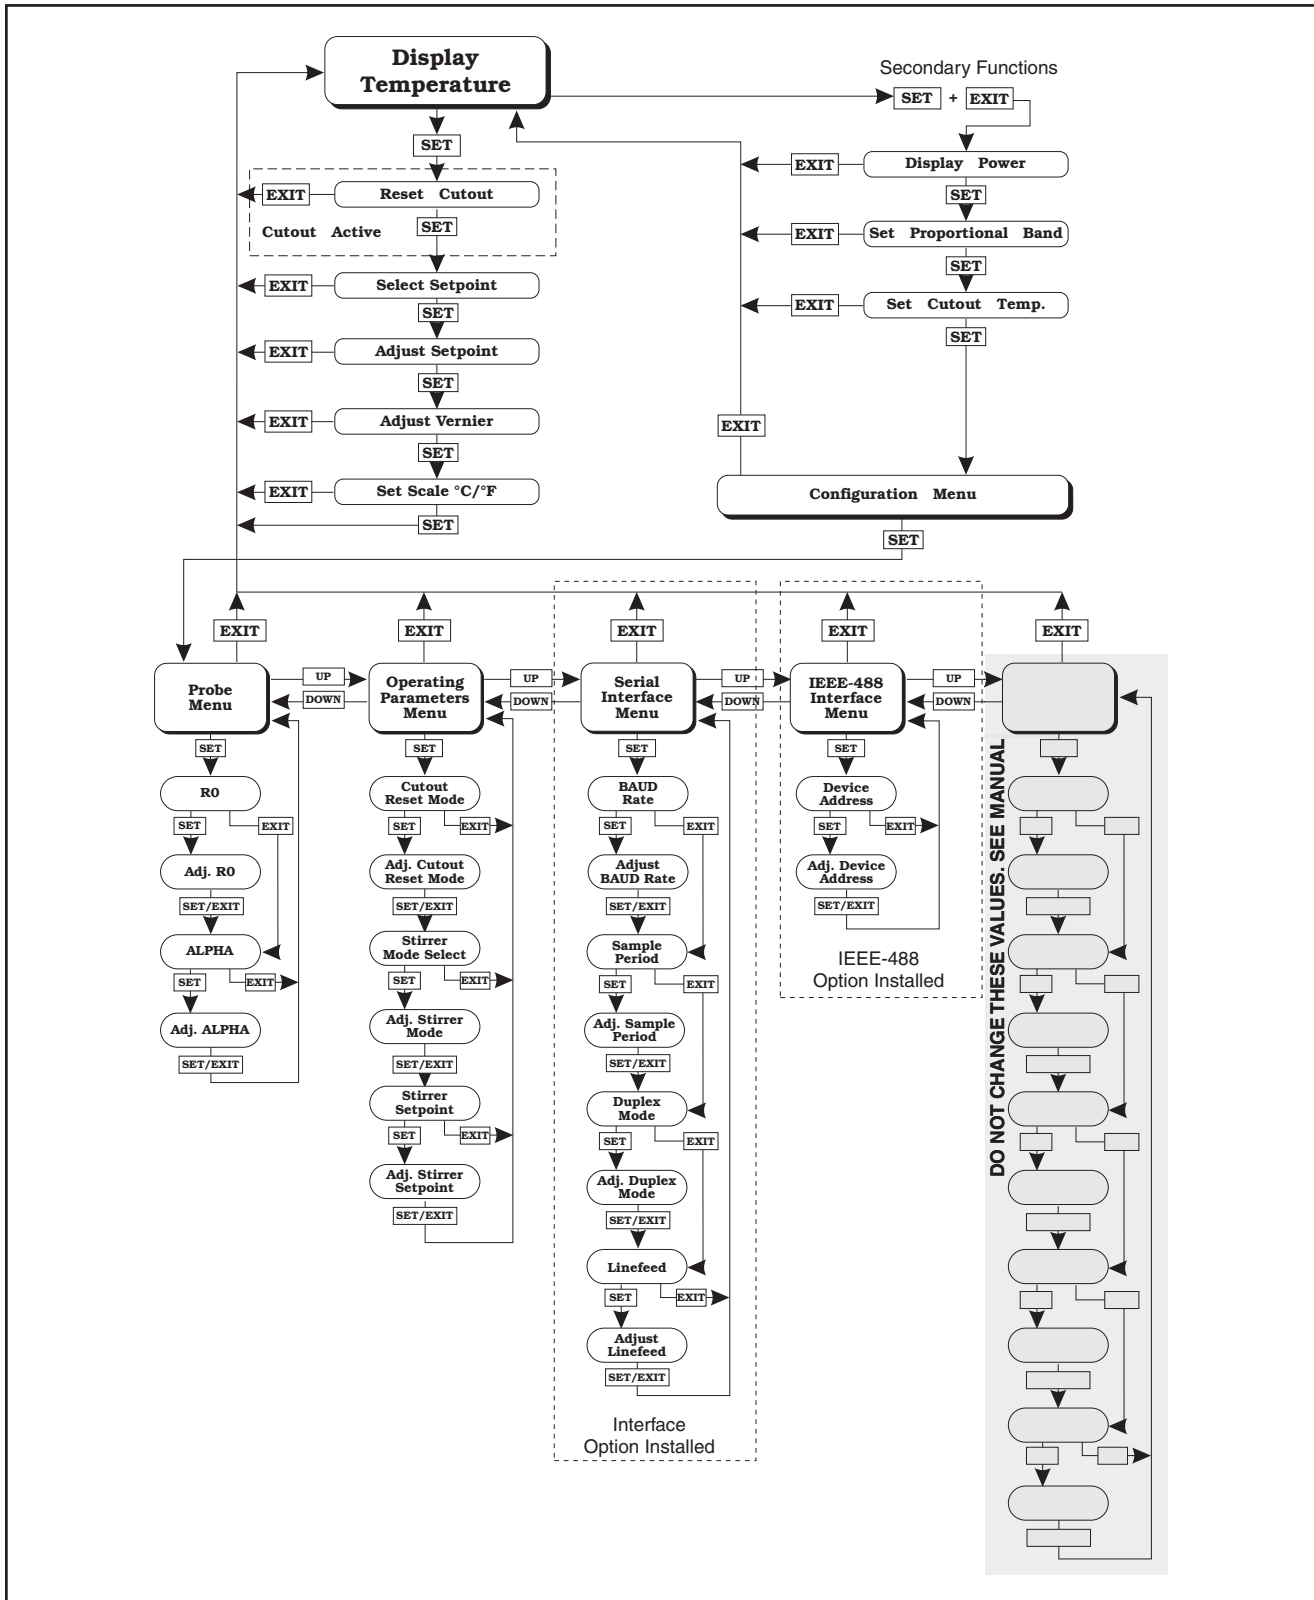 Display
Temperature
Secondary Functions
SET + EXIT
SET
Display Power
EXIT
SET
Reset Cutout
EXIT
Cutout Active
SET
Set Proportional Band
EXIT
SET
Select Setpoint
EXIT
SET
Set Cutout Temp.
EXIT
SET
Adjust Setpoint
EXIT
SET
Adjust Vernier
EXIT
SET
EXIT
Set Scale °C/°F
EXIT
SET
Configuration Menu
SET
EXIT
EXIT
EXIT
EXIT
EXIT
Probe
Menu
UP
DOWN
Operating
Parameters
Menu
UP
DOWN
Serial
Interface
Menu
UP
DOWN
IEEE-488
Interface
Menu
UP
DOWN
SET
R0
SET
EXIT
Adj. R0
SET/EXIT
ALPHA
SET
EXIT
Adj. ALPHA
SET/EXIT
SET
Cutout
Reset Mode
SET
EXIT
Adj. Cutout
Reset Mode
SET/EXIT
Stirrer
Mode Select
SET
EXIT
Adj. Stirrer
Mode
SET/EXIT
Stirrer
Setpoint
SET
EXIT
Adj. Stirrer
Setpoint
SET/EXIT
SET
BAUD
Rate
SET
EXIT
Adjust
BAUD Rate
SET/EXIT
Sample
Period
SET
EXIT
Adj. Sample
Period
SET/EXIT
Duplex
Mode
SET
EXIT
Adj. Duplex
Mode
SET/EXIT
Linefeed
SET
EXIT
Adjust
Linefeed
SET/EXIT
Interface
Option Installed
SET
Device
Address
SET
EXIT
Adj. Device
Address
SET/EXIT
IEEE-488
Option Installed
DO NOT CHANGE THESE VALUES. SEE MANUAL